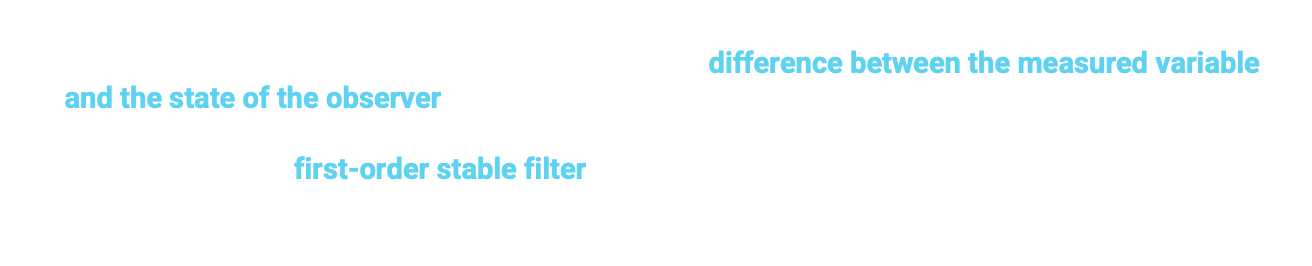 difference between the measured variable
and the state of the observer
first-order stable filter